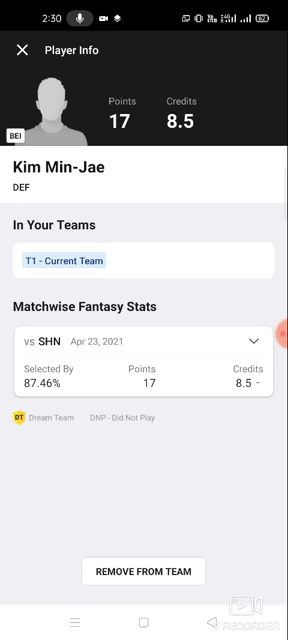 2:30
62
Player Info
Points
Credits
17
8.5
BEI
Kim Min-Jae
DEF
In Your Teams
T1 - Current Team
Matchwise Fantasy Stats
vs SHN Apr 23, 2021
Selected By Points Credits
87.46% 17 8.5 -
DT Dream Team DNP - Did Not Play
REMOVE FROM TEAM
RECORDER